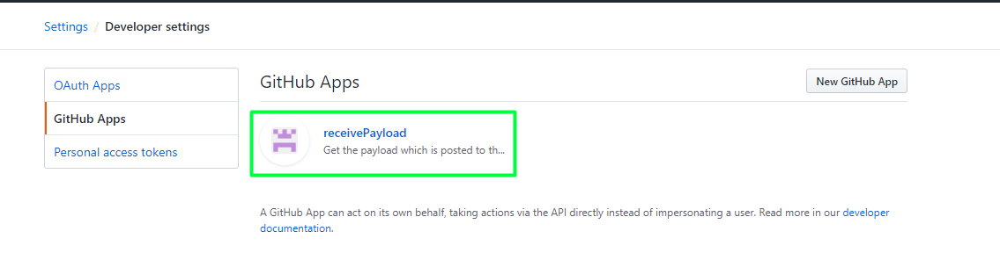 Settings / Developer settings
OAuth Apps
GitHub Apps
Personal access tokens
GitHub Apps
New GitHub App
receivePayload
Get the payload which is posted to th...
A GitHub App can act on its own behalf, taking actions via the API directly instead of impersonating a user. Read more in our developer
documentation.